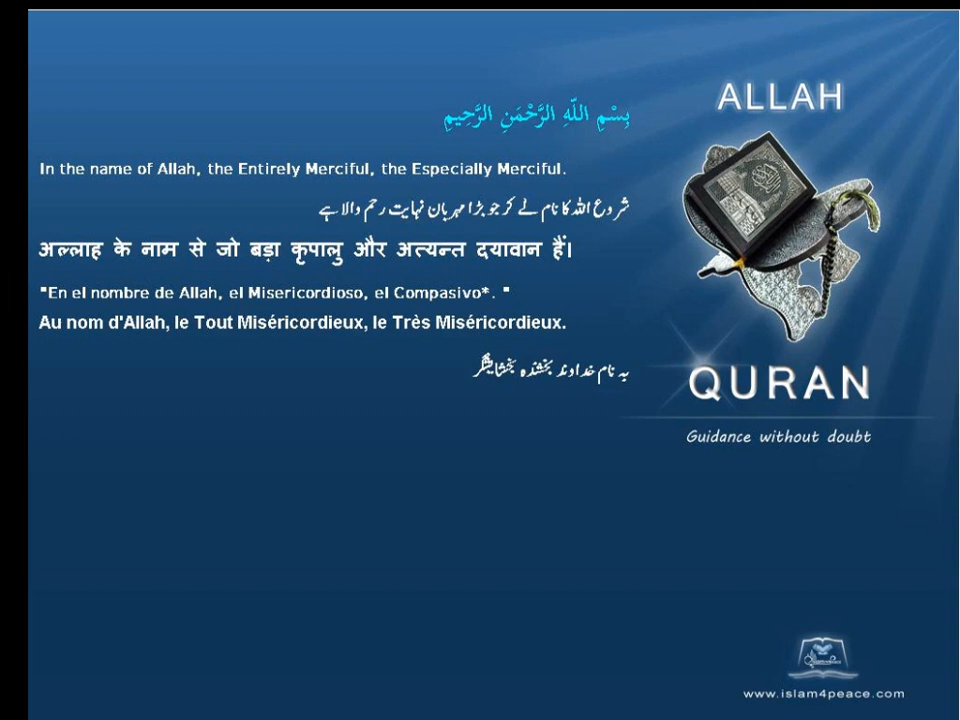 بِسْمِ اللّهِ الرَّحْمَنِ الرَّحِيمِ
In the name of Allah, the Entirely Merciful, the Especially Merciful.
شروع الله کا نام لے کر جو بڑا مہربان نہایت رحم والا ہے
अल्लाह के नाम से जो बड़ा कृपालु और अत्यन्त दयावान हैं।
"En el nombre de Allah, el Misericordioso, el Compasivo*. "
Au nom d'Allah, le Tout Miséricordieux, le Très Miséricordieux.
به نام خداوند بخشنده بخشایشگر
ALLAH
QURAN
Guidance without doubt
www.islam4peace.com